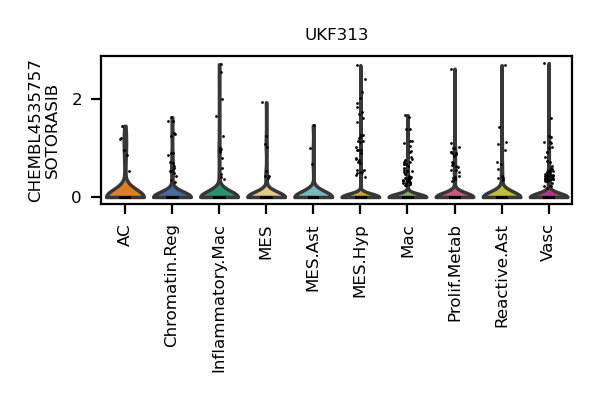 UKF313
CHEMBL4535757
SOTORASIB
2
0
AC
Chromatin.Reg
Inflammatory.Mac
MES
MES.Ast
MES.Hyp
Mac
Prolif.Metab
Reactive.Ast
Vasc